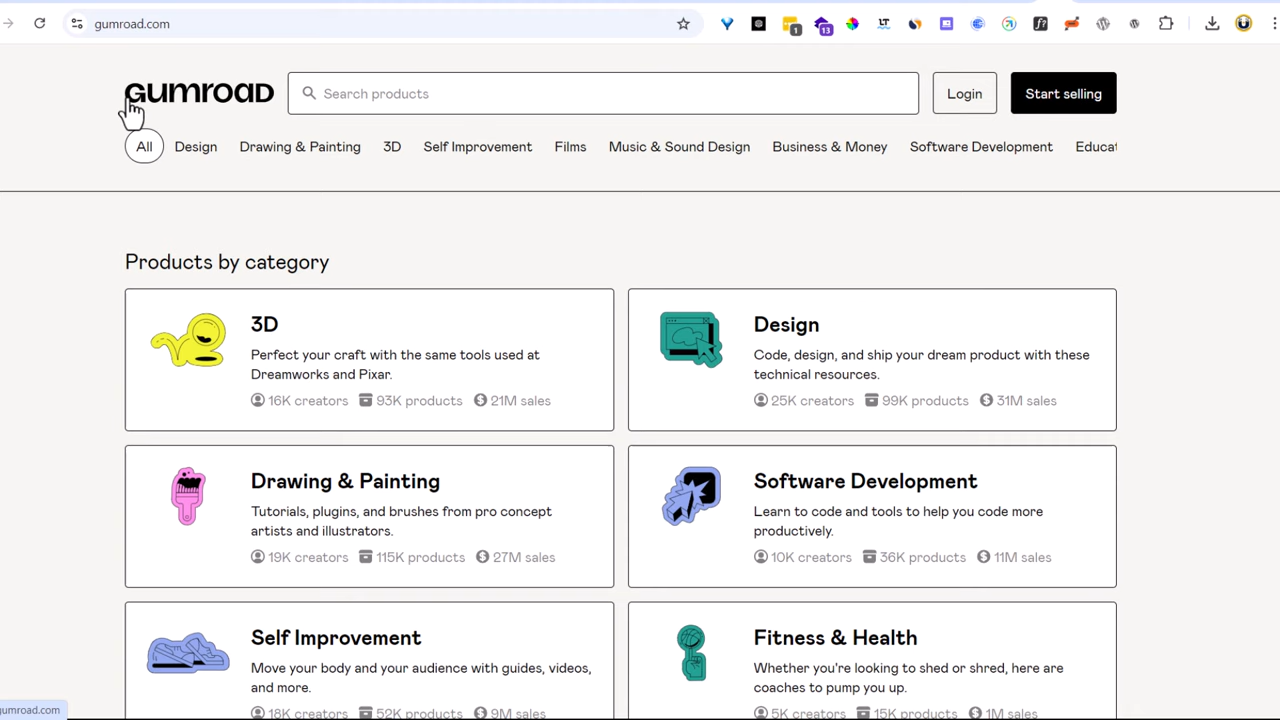 gumroad.com
1
13
LT
f?
GUMROAD
Search products
Login
Start selling
All
Design
Drawing & Painting
3D
Self Improvement
Films
Music & Sound Design
Business & Money
Software Development
Educat
Products by category
3D
Perfect your craft with the same tools used at
Dreamworks and Pixar.
16K creators
93K products
21M sales
Design
Code, design, and ship your dream product with these
technical resources.
25K creators
99K products
31M sales
Drawing & Painting
Tutorials, plugins, and brushes from pro concept
artists and illustrators.
19K creators
115K products
27M sales
Software Development
Learn to code and tools to help you code more
productively.
10K creators
36K products
11M sales
Self Improvement
Move your body and your audience with guides, videos,
and more.
18K creators
52K products
9M sales
Fitness & Health
Whether you're looking to shed or shred, here are
coaches to pump you up.
5K creators
15K products
1M sales
gumroad.com